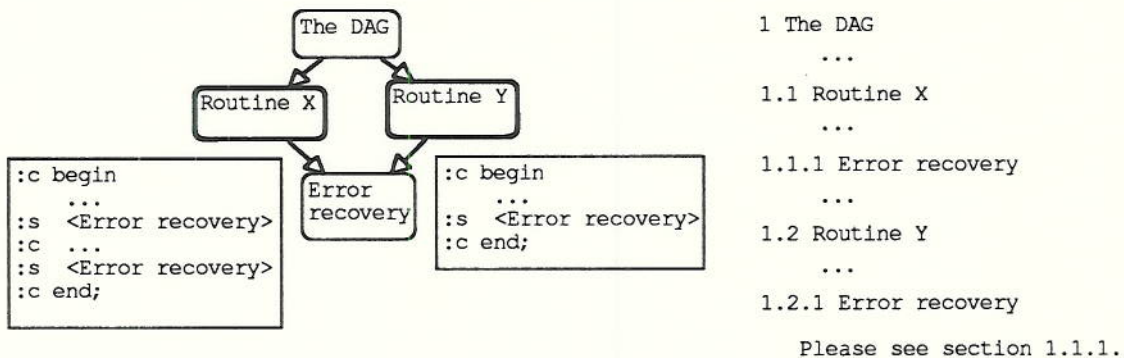 The DAG
Routine X
Routine Y
Error
recovery
:c begin
...
:s <Error recovery>
:c ...
:s <Error recovery>
:c end;
:c begin
...
:s <Error recovery>
:c end;
1 The DAG
...
1.1 Routine X
...
1.1.1 Error recovery
...
1.2 Routine Y
...
1.2.1 Error recovery
Please see section 1.1.1.